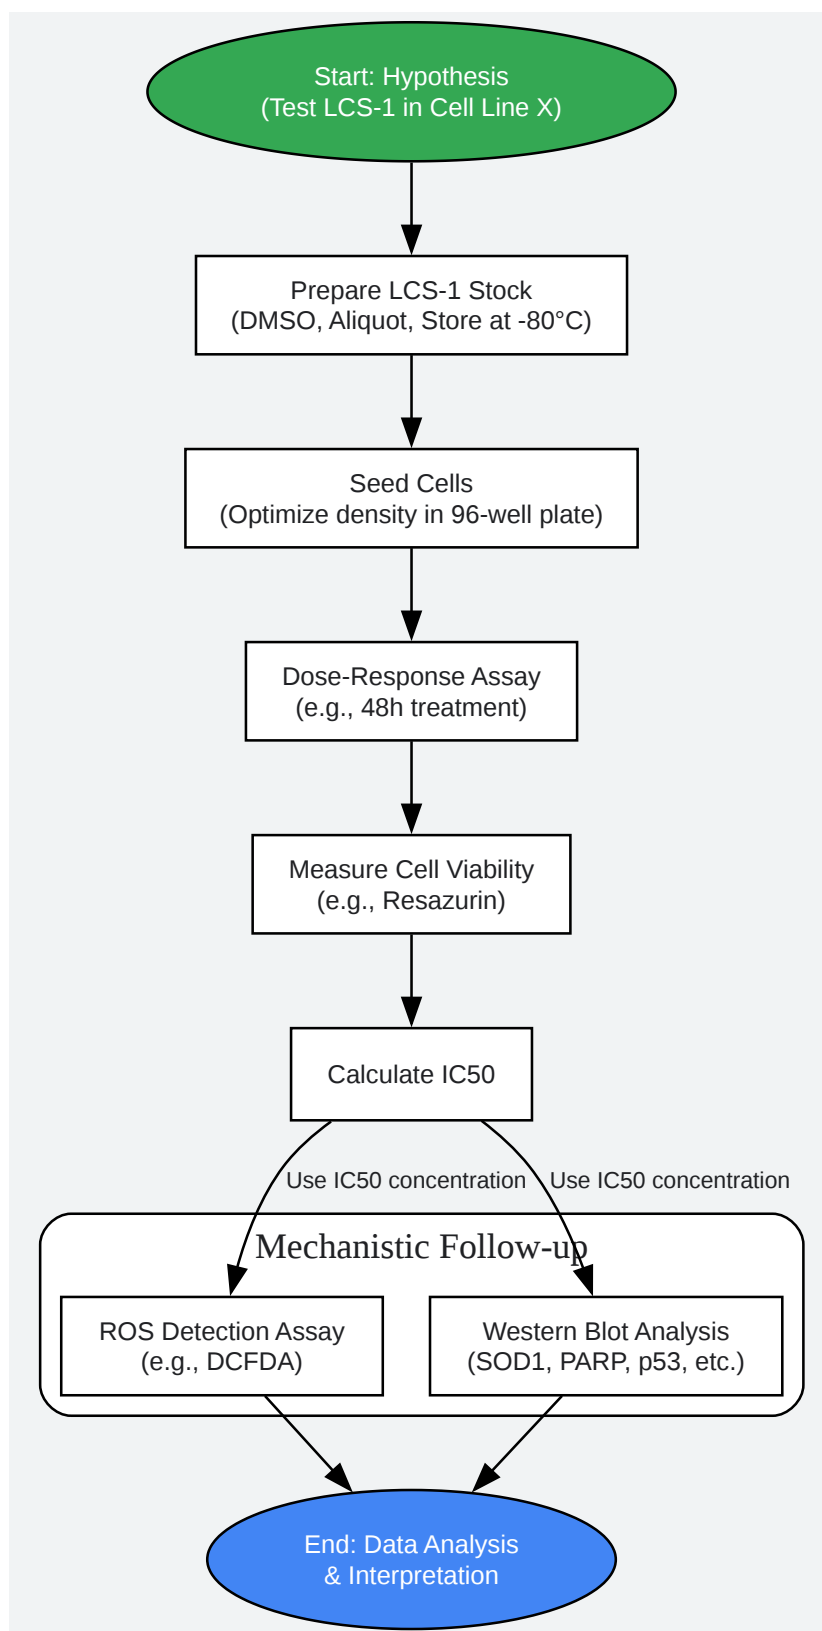 Start: Hypothesis
(Test LCS-1 in Cell Line X)
Prepare LCS-1 Stock
(DMSO, Aliquot, Store at -80°C)
Seed Cells
(Optimize density in 96-well plate)
Dose-Response Assay
(e.g., 48h treatment)
Measure Cell Viability
(e.g., Resazurin)
Calculate IC50
Use IC50 concentration
Use IC50 concentration
Mechanistic Follow-up
ROS Detection Assay
(e.g., DCFDA)
Western Blot Analysis
(SOD1, PARP, p53, etc.)
End: Data Analysis
& Interpretation